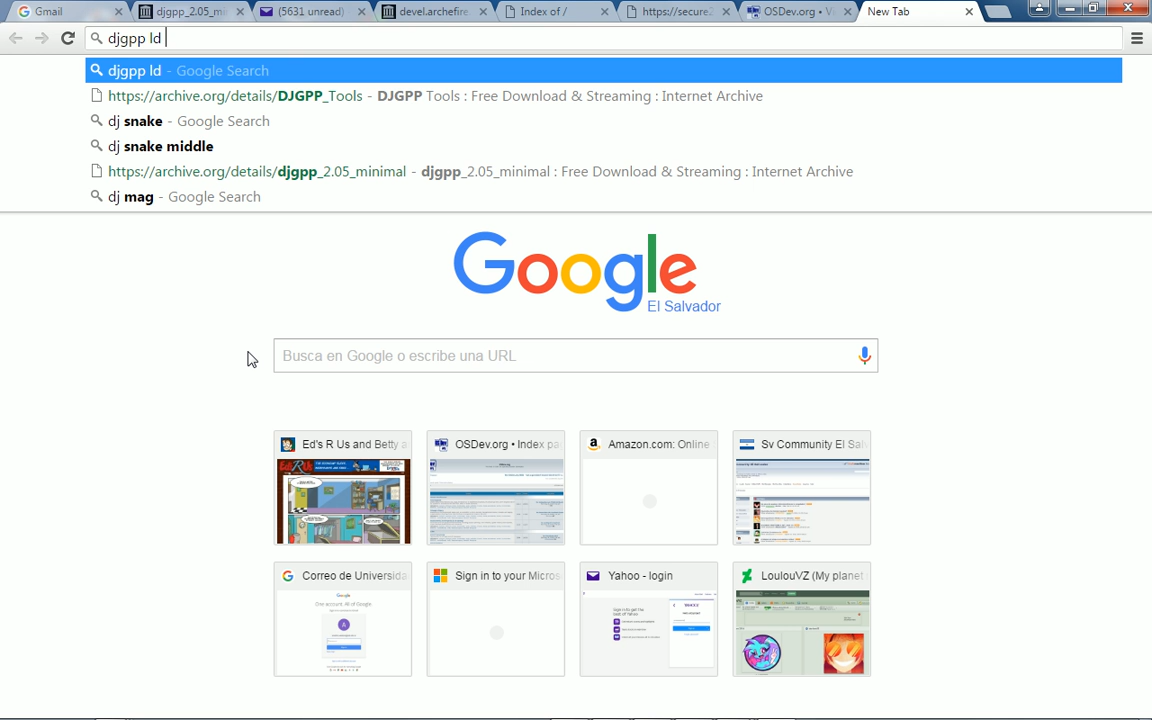 Gmail
djgpp_2.05_mi
(5631 unread)
devel.archefire.
Index of /
https://secure
OSDev.org • Vi
New Tab
djgpp ld
djgpp ld - Google Search
https://archive.org/details/DJGPP_Tools - DJGPP Tools : Free Download & Streaming : Internet Archive
dj snake - Google Search
dj snake middle
https://archive.org/details/djgpp_2.05_minimal - djgpp_2.05_minimal : Free Download & Streaming : Internet Archive
dj mag - Google Search
Google
El Salvador
Busca en Google o escribe una URL
Ed's R Us and Betty a
OSDev.org • Index pa
Amazon.com: Online
Sv Community El Salv
Correo de Universida
Sign in to your Micros
Yahoo - login
LoulouVZ (My planet